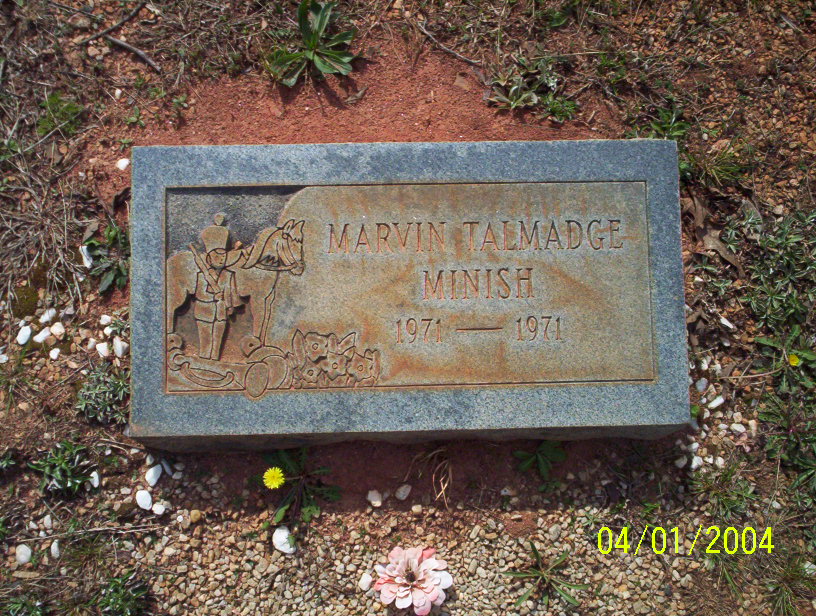 MARVIN TALMADGE
MINISH
1971 — 1971
04/01/2004